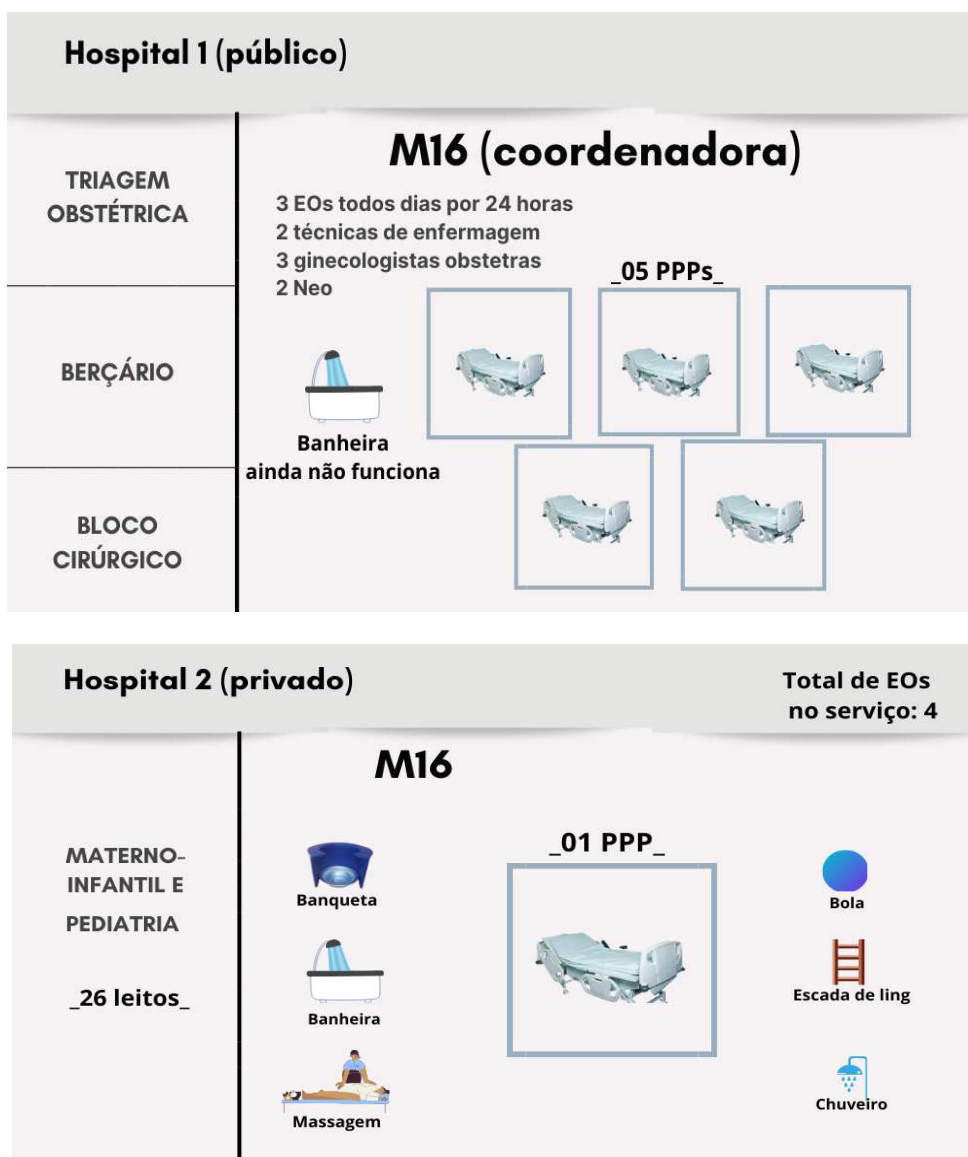 Hospital 1 (público)
TRIAGEM
OBSTÉTRICA
BERÇÁRIO
BLOCO
CIRÚRGICO
M16 (coordenadora)
3 EOs todos dias por 24 horas
2 técnicas de enfermagem
3 ginecologistas obstetras
2 Neo
_05 PPPs_
Banheira
ainda não funciona
Hospital 2 (privado)
Total de EOs
no serviço: 4
MATERNO-
INFANTIL E
PEDIATRIA
_26 leitos_
M16
Banqueta
Banheira
Massagem
_01 PPP_
Bola
Escada de ling
Chuveiro